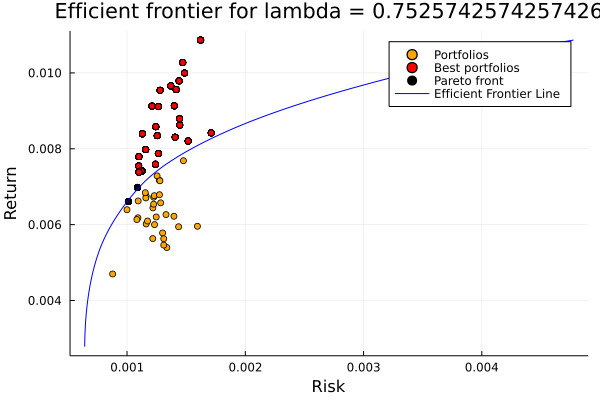 Efficient frontier for lambda = 0.7525742574257426
Portfolios
Best portfolios
Pareto front
Efficient Frontier Line
Return
0.010
0.008
0.006
0.004
0.001
0.002
0.003
0.004
Risk